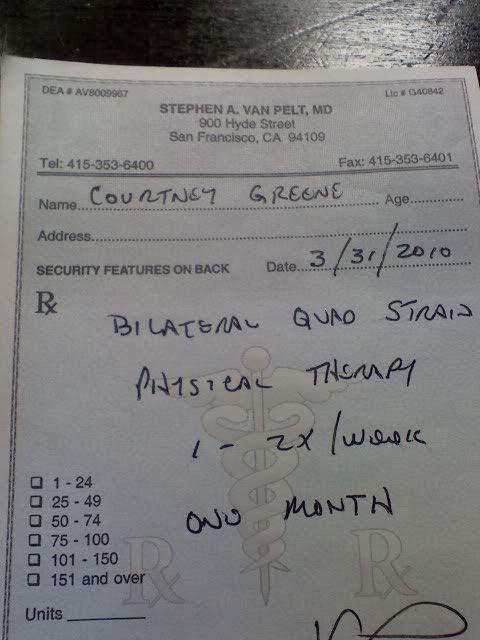 DEA # AV8009967 Lic # G40842
STEPHEN A. VAN PELT, MD
900 Hyde Street
San Francisco, CA 94109
Tel: 415-353-6400 Fax: 415-353-6401
Name COURTNEY GREENE Age
Address
SECURITY FEATURES ON BACK Date 3/31/2010
Rx
BILATERAL QUAD STRAIN
PHYSICAL THERAPY
1 - 2X/WEEK
ONE MONTH
1 - 24
25 - 49
50 - 74
75 - 100
101 - 150
151 and over
Rx Rx
Units